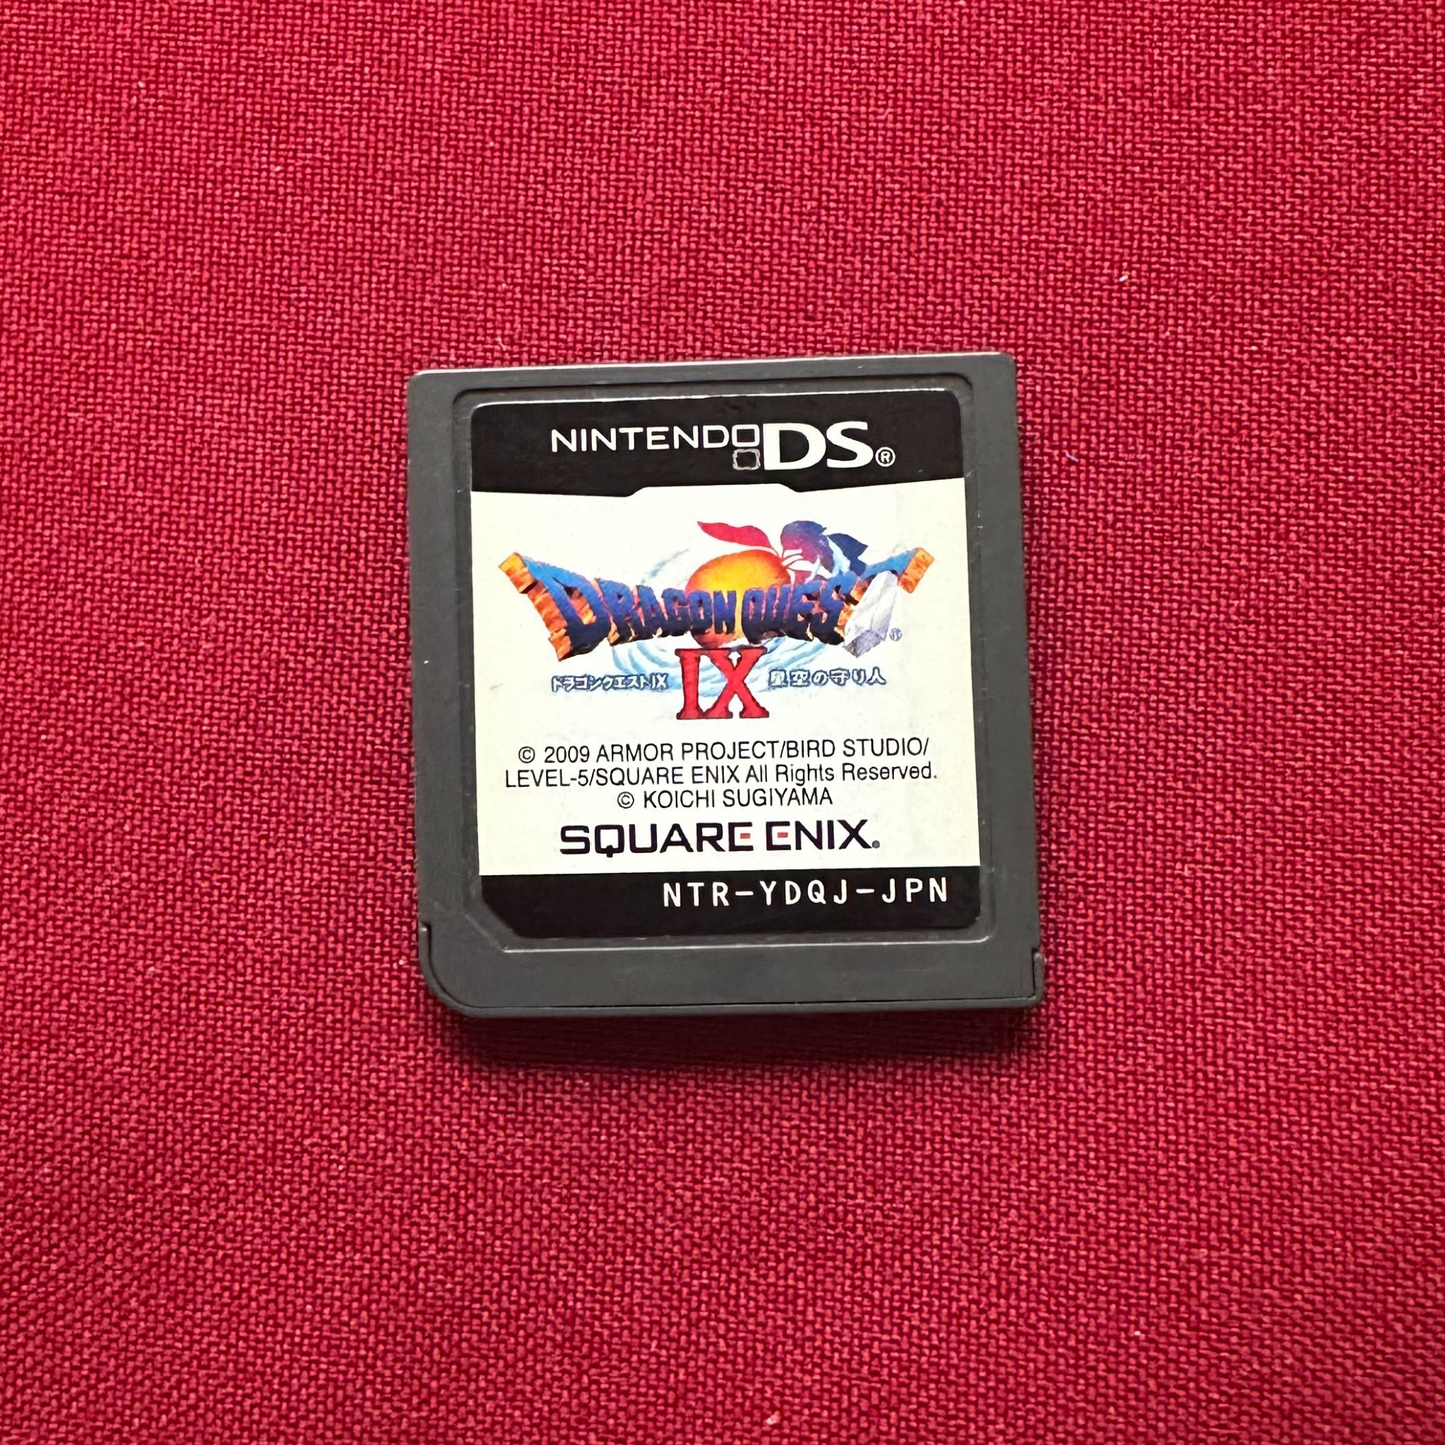 NINTENDO DS®
DRAGON QUEST®
ドラゴンクエストIX IX 星空の守り人
© 2009 ARMOR PROJECT/BIRD STUDIO/
LEVEL-5/SQUARE ENIX All Rights Reserved.
© KOICHI SUGIYAMA
SQUARE ENIX®
NTR-YDQJ-JPN